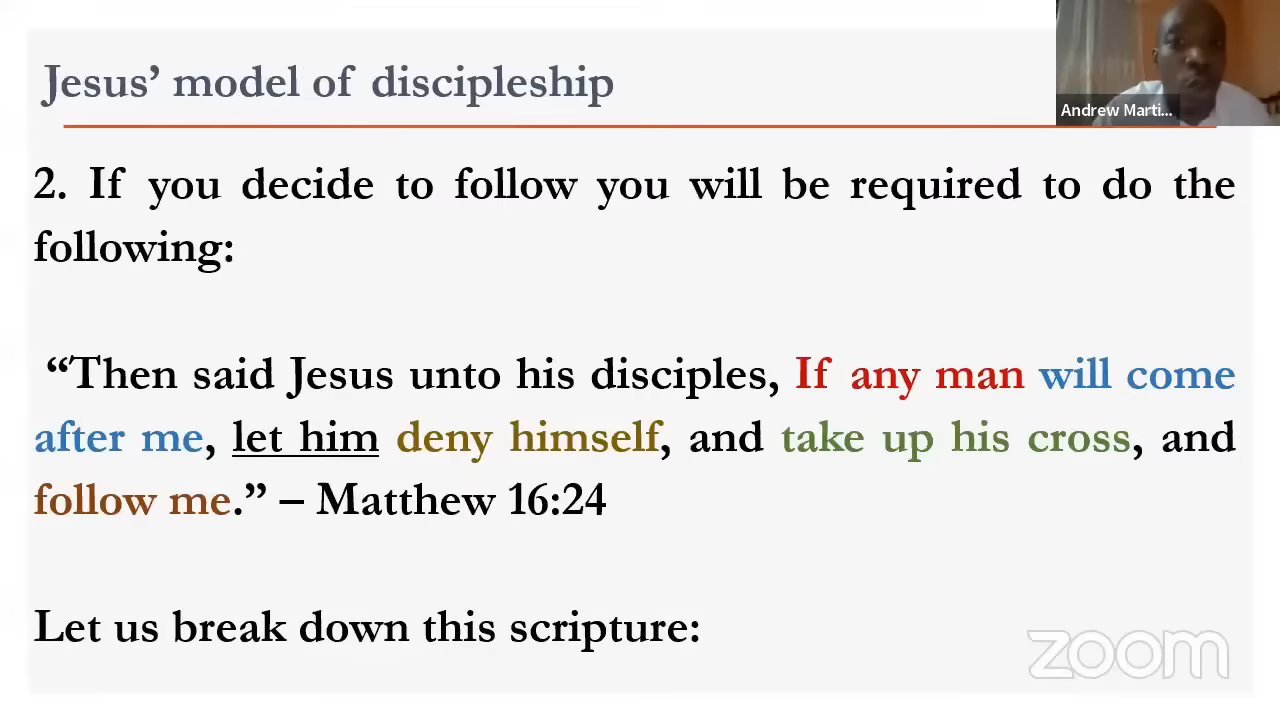 Jesus’ model of discipleship
Andrew Marti...
2. If you decide to follow you will be required to do the
following:
“Then said Jesus unto his disciples, If any man will come
after me, let him deny himself, and take up his cross, and
follow me.” – Matthew 16:24
Let us break down this scripture:
zoom